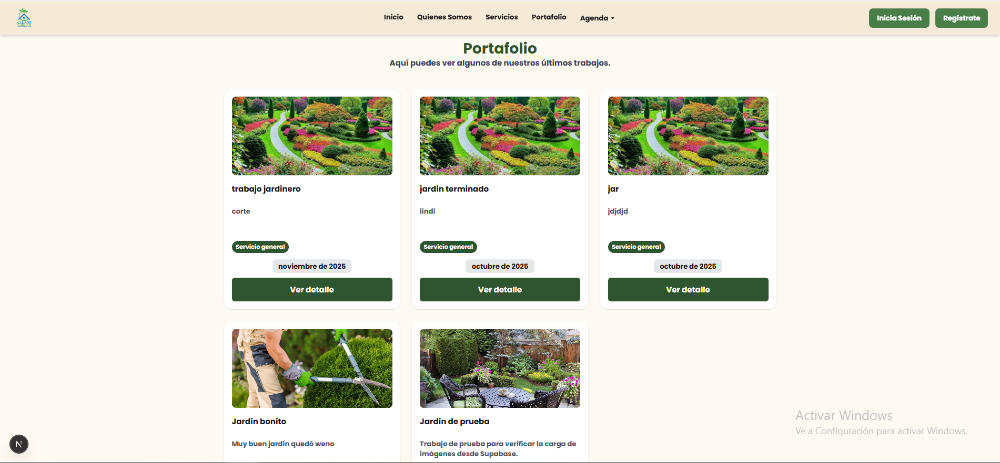 CLEAN &
GARDEN
Inicio
Quienes Somos
Servicios
Portafolio
Agenda
Inicia Sesión
Regístrate
Portafolio
Aquí puedes ver algunos de nuestros últimos trabajos.
trabajo jardinero
corte
Servicio general
noviembre de 2025
Ver detalle
jardin terminado
lindi
Servicio general
octubre de 2025
Ver detalle
jar
jdjdjd
Servicio general
octubre de 2025
Ver detalle
Jardín bonito
Muy buen jardín quedó weno
Jardín de prueba
Trabajo de prueba para verificar la carga de
imágenes desde Supabase.
N
Activar Windows
Ve a Configuración para activar Windows.